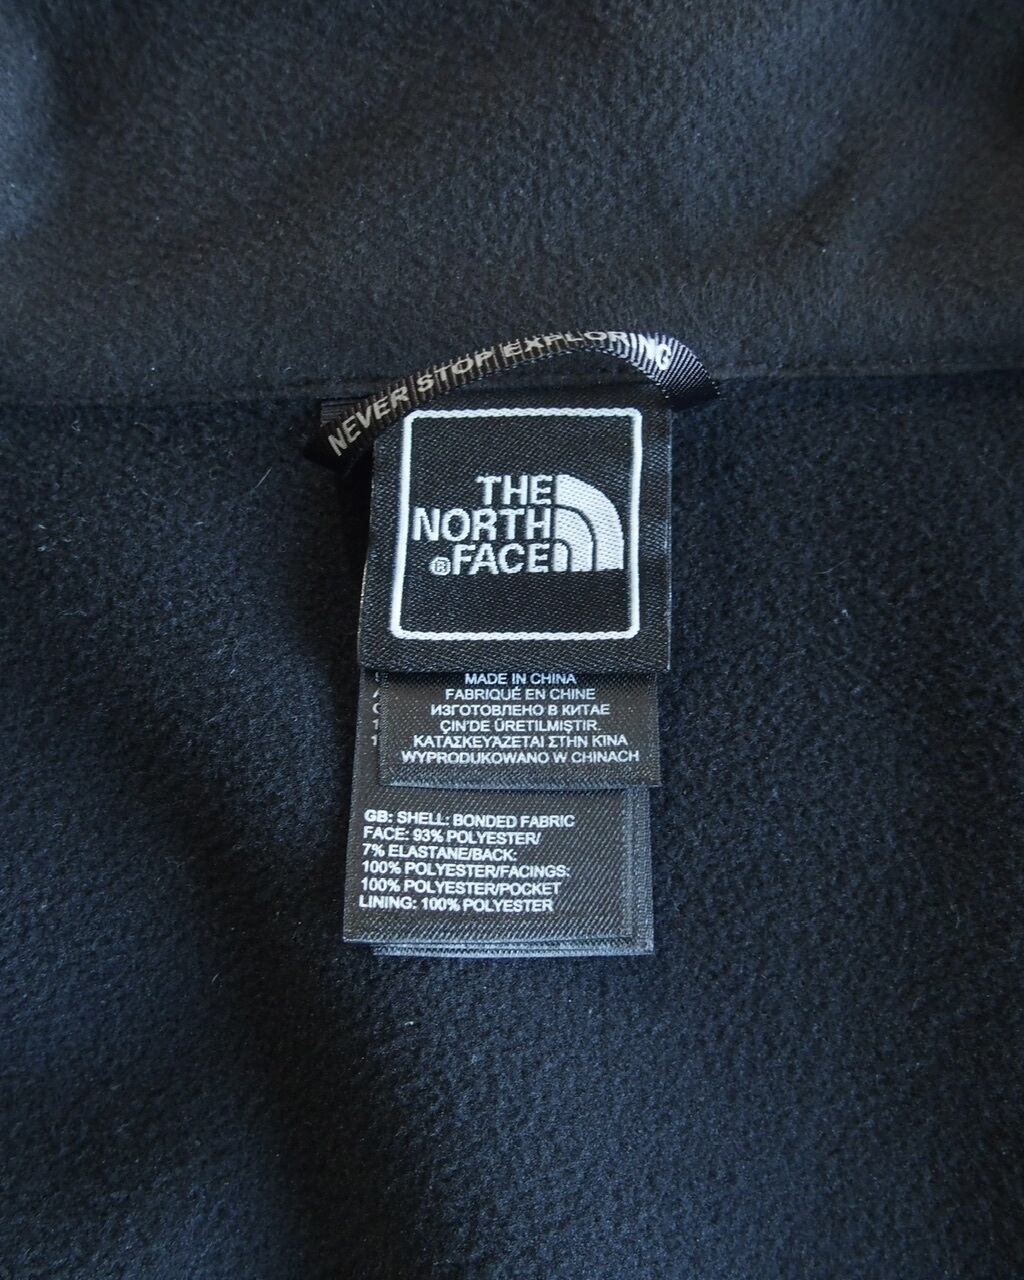 NEVER STOP EXPLORING
THE
NORTH
®FACE
MADE IN CHINA
FABRIQUÉ EN CHINE
ИЗГОТОВЛЕНО В КИТАЕ
ÇIN'DE ÜRETILMIŞTIR.
ΚΑΤΑΣΚΕΥΆΖΕΤΑΙ ΣΤΗΝ ΚΊΝΑ
WYPRODUKOWANO W CHINACH
GB: SHELL: BONDED FABRIC
FACE: 93% POLYESTER/
7% ELASTANE/BACK:
100% POLYESTER/FACINGS:
100% POLYESTER/POCKET
LINING: 100% POLYESTER